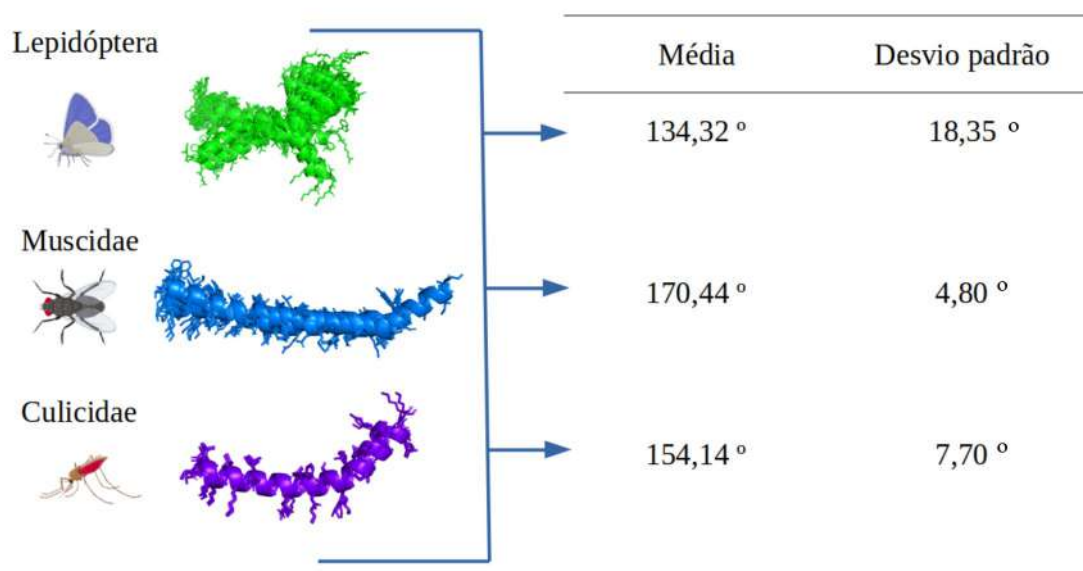 Lepidóptera
Média Desvio padrão
134,32 º 18,35 º
Muscidae
170,44 º 4,80 º
Culicidae
154,14 º 7,70 º